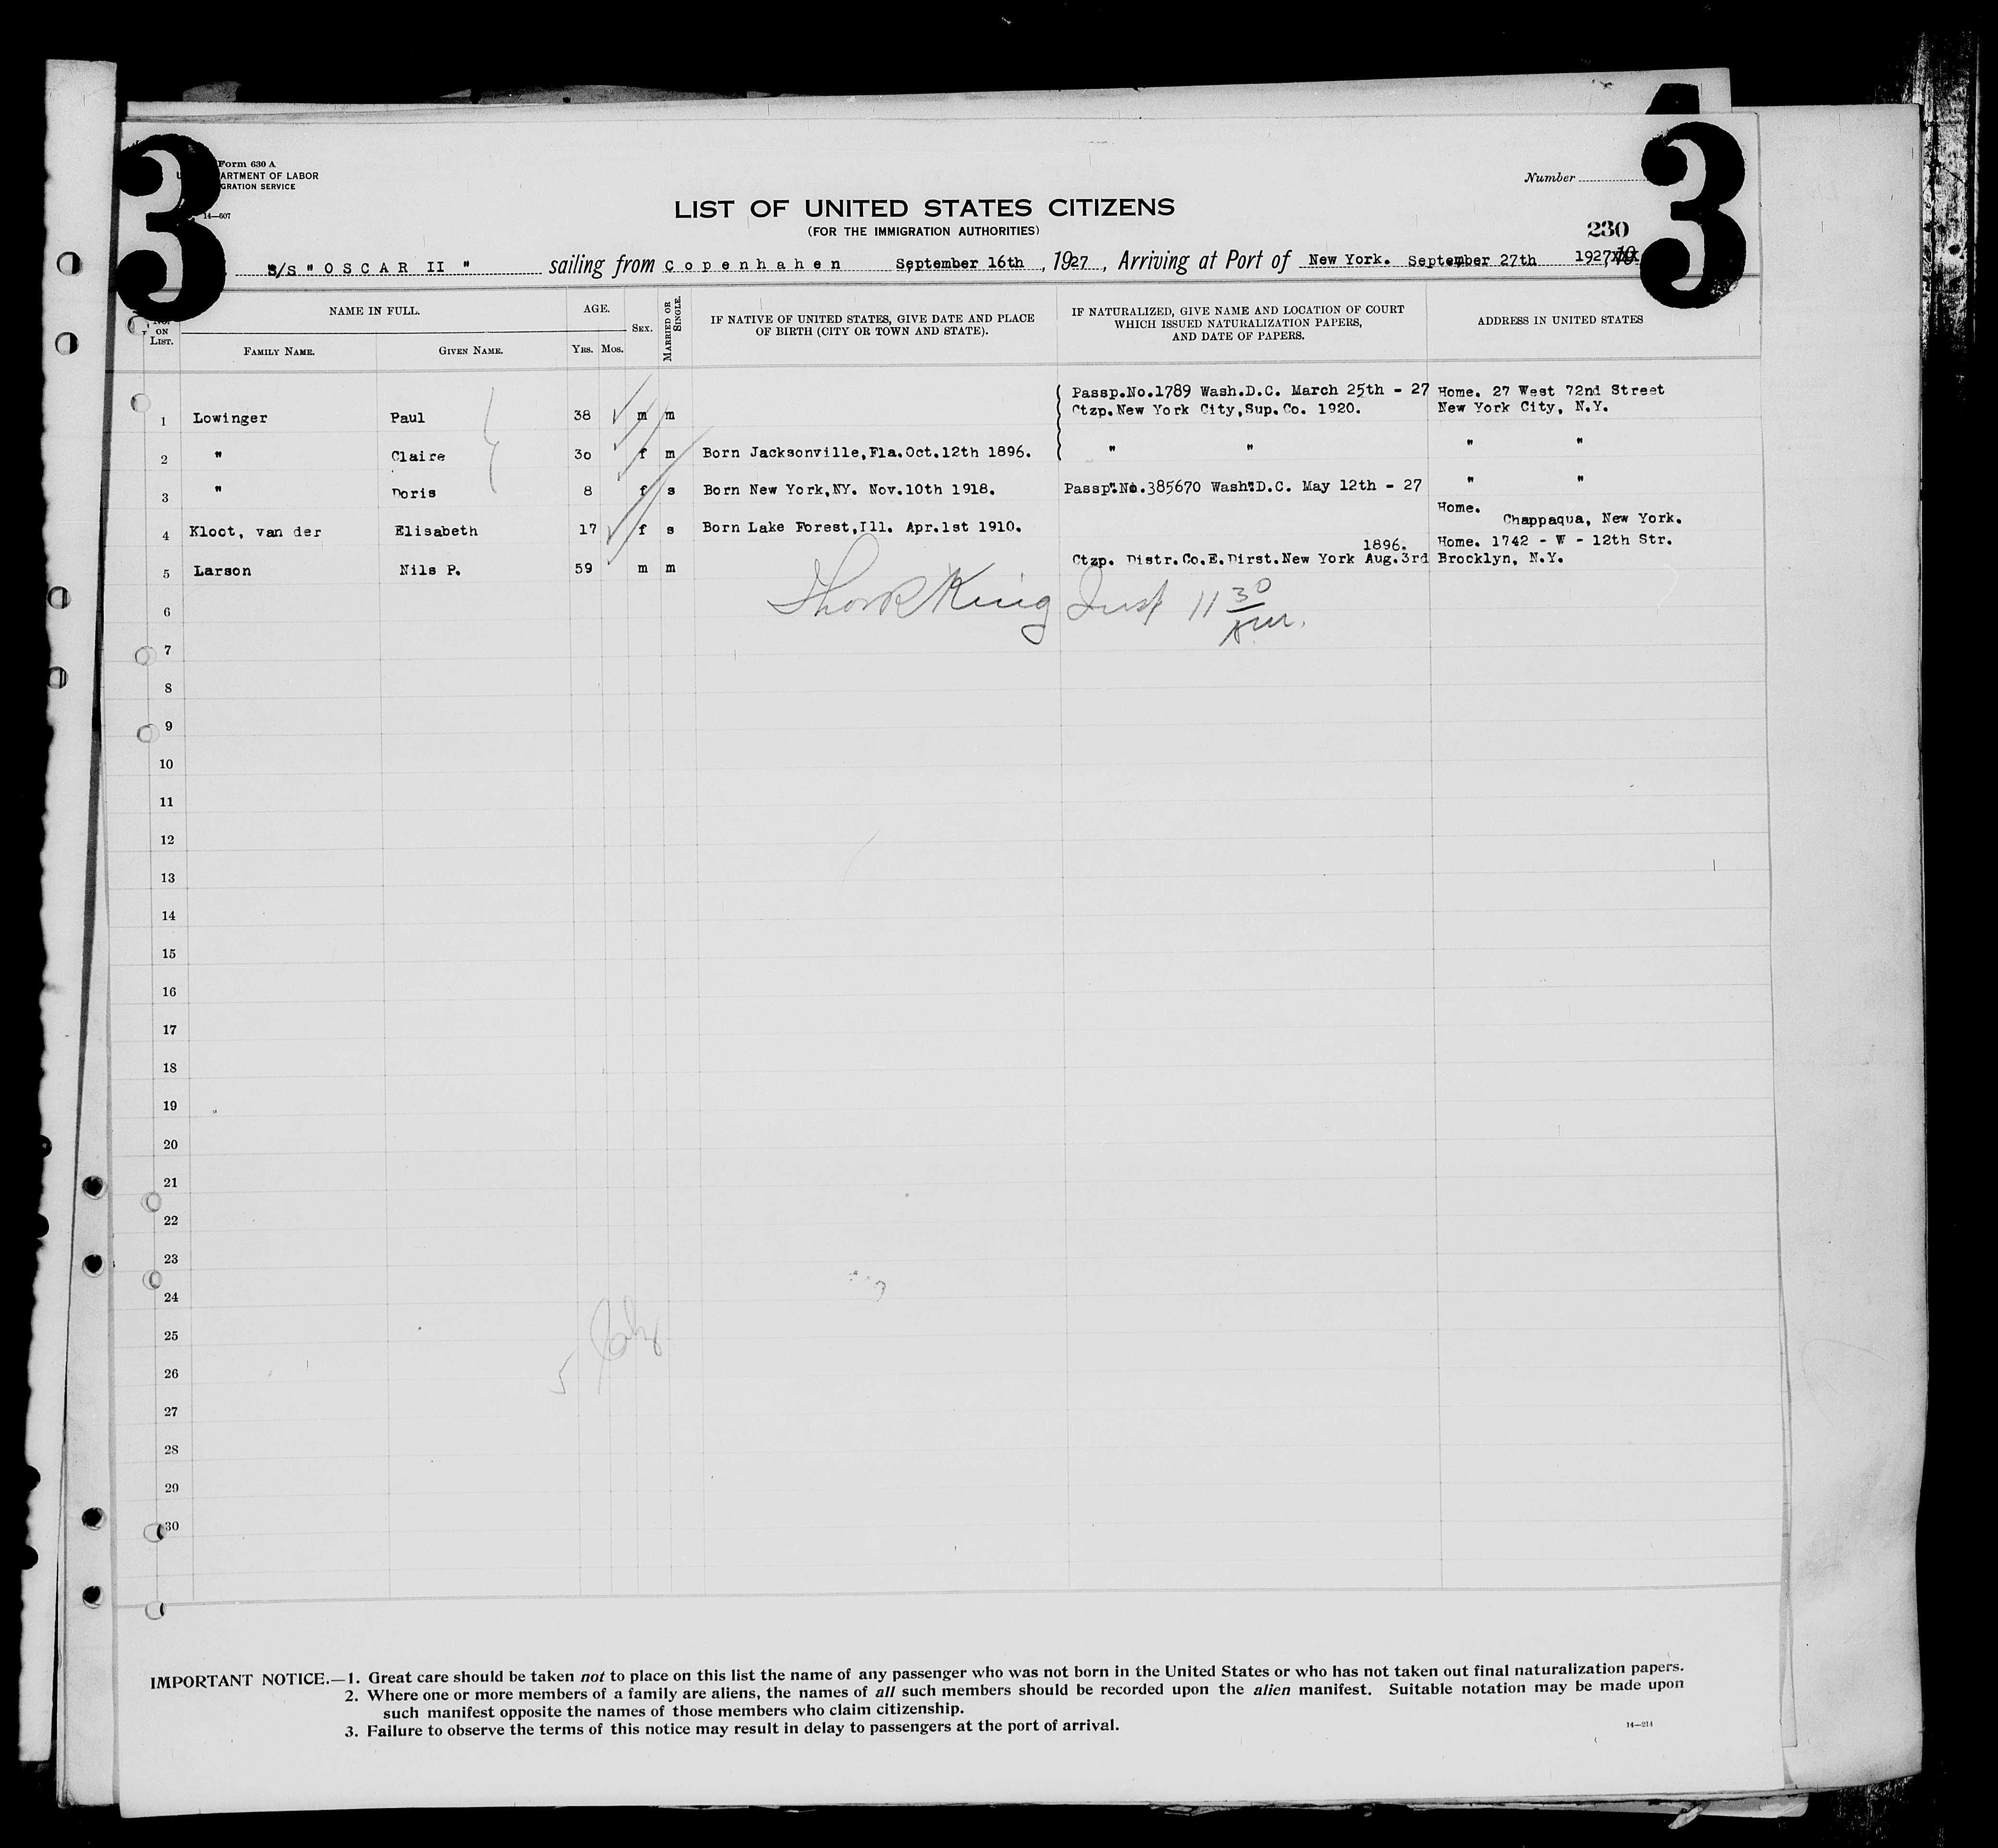 3
3
Form 630 A
ARTMENT OF LABOR
GRATION SERVICE
14—607
Number
LIST OF UNITED STATES CITIZENS
(FOR THE IMMIGRATION AUTHORITIES)
230
S/S " OSCAR II " sailing from Copenhahen September 16th, 1927, Arriving at Port of New York. September 27th 1927
No. ON LIST.
NAME IN FULL.
FAMILY NAME.
GIVEN NAME.
AGE.
YRS. MOS.
SEX.
MARRIED OR SINGLE.
IF NATIVE OF UNITED STATES, GIVE DATE AND PLACE
OF BIRTH (CITY OR TOWN AND STATE).
IF NATURALIZED, GIVE NAME AND LOCATION OF COURT
WHICH ISSUED NATURALIZATION PAPERS,
AND DATE OF PAPERS.
ADDRESS IN UNITED STATES
Passp.No.1789 Wash.D.C. March 25th - 27 Home. 27 West 72nd Street
1 Lowinger Paul 38 m m Ctzp.New York City,Sup.Co. 1920. New York City, N.Y.
2 " Claire 30 f m Born Jacksonville,Fla.Oct.12th 1896. " " " "
3 " Doris 8 f s Born New York,NY. Nov.10th 1918. Passp.No.385670 Wash.D.C. May 12th - 27 " "
Home.
4 Kloot, van der Elisabeth 17 f s Born Lake Forest,Ill. Apr.1st 1910. Chappaqua, New York.
1896. Home. 1742 - W - 12th Str.
5 Larson Nils P. 59 m m Ctzp. Distr.Co.E.Dirst.New York Aug.3rd Brooklyn, N.Y.
6 King Insp 11 30
7
8
9
10
11
12
13
14
15
16
17
18
19
20
21
22
23
24
25
26 5
27
28
29
30
IMPORTANT NOTICE.—1. Great care should be taken not to place on this list the name of any passenger who was not born in the United States or who has not taken out final naturalization papers.
2. Where one or more members of a family are aliens, the names of all such members should be recorded upon the alien manifest. Suitable notation may be made upon
such manifest opposite the names of those members who claim citizenship.
3. Failure to observe the terms of this notice may result in delay to passengers at the port of arrival.
14—214